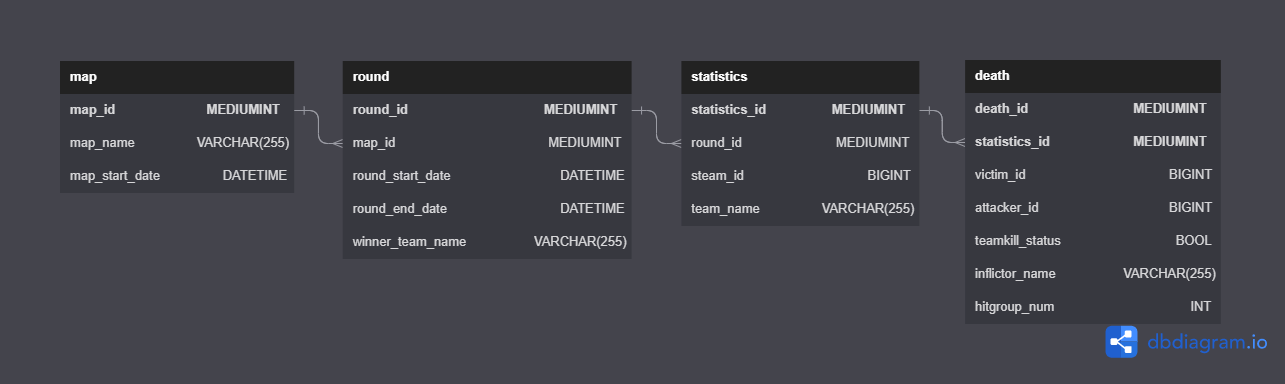 map
map_id MEDIUMINT
map_name VARCHAR(255)
map_start_date DATETIME
round
round_id MEDIUMINT
map_id MEDIUMINT
round_start_date DATETIME
round_end_date DATETIME
winner_team_name VARCHAR(255)
statistics
statistics_id MEDIUMINT
round_id MEDIUMINT
steam_id BIGINT
team_name VARCHAR(255)
death
death_id MEDIUMINT
statistics_id MEDIUMINT
victim_id BIGINT
attacker_id BIGINT
teamkill_status BOOL
inflictor_name VARCHAR(255)
hitgroup_num INT
dbdiagram.io